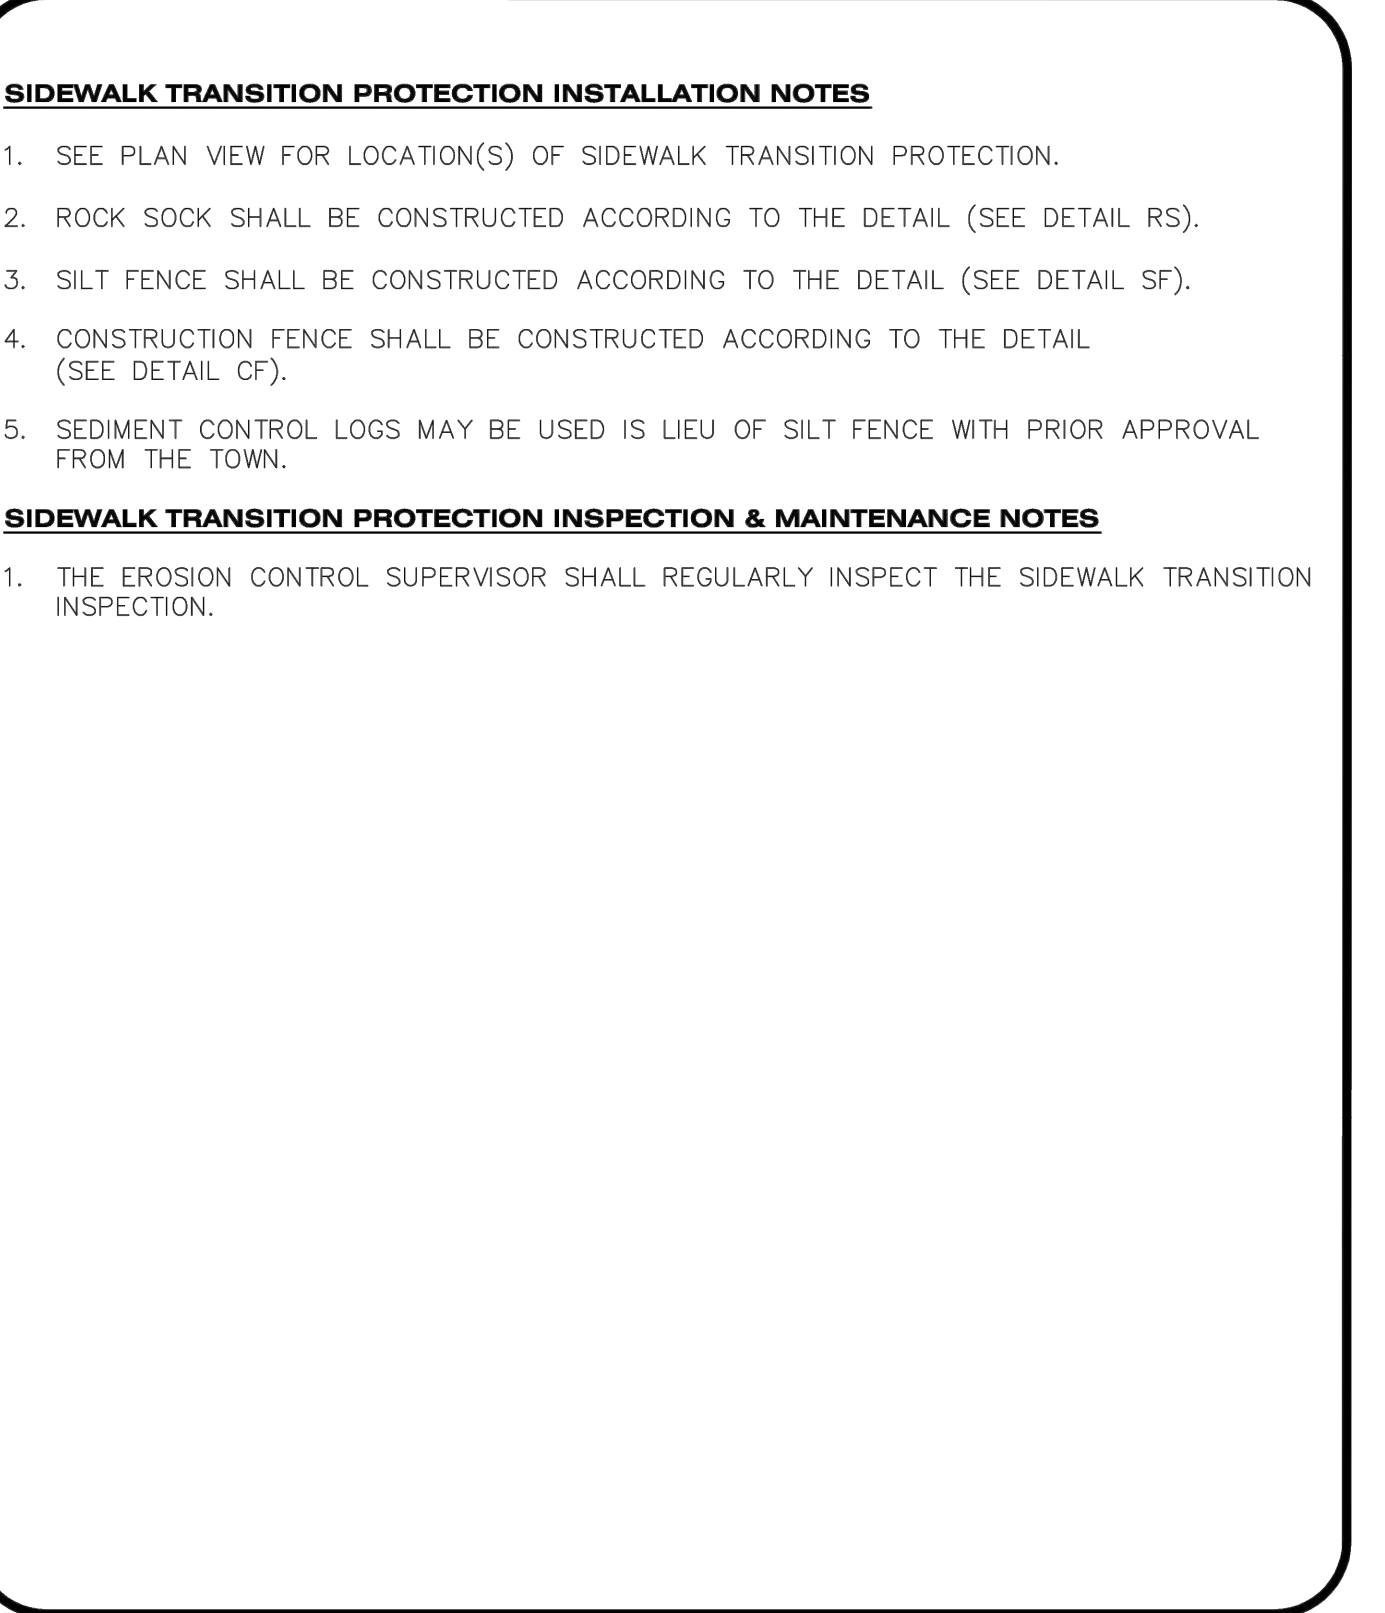 SIDEWALK TRANSITION PROTECTION INSTALLATION NOTES
1. SEE PLAN VIEW FOR LOCATION(S) OF SIDEWALK TRANSITION PROTECTION.
2. ROCK SOCK SHALL BE CONSTRUCTED ACCORDING TO THE DETAIL (SEE DETAIL RS).
3. SILT FENCE SHALL BE CONSTRUCTED ACCORDING TO THE DETAIL (SEE DETAIL SF).
4. CONSTRUCTION FENCE SHALL BE CONSTRUCTED ACCORDING TO THE DETAIL
(SEE DETAIL CF).
5. SEDIMENT CONTROL LOGS MAY BE USED IS LIEU OF SILT FENCE WITH PRIOR APPROVAL
FROM THE TOWN.
SIDEWALK TRANSITION PROTECTION INSPECTION & MAINTENANCE NOTES
1. THE EROSION CONTROL SUPERVISOR SHALL REGULARLY INSPECT THE SIDEWALK TRANSITION
INSPECTION.